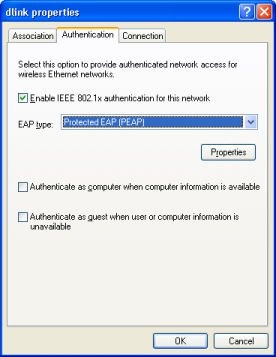 dlink properties
Association Authentication Connection
Select this option to provide authenticated network access for
wireless Ethernet networks.
Enable IEEE 802.1x authentication for this network
EAP type: Protected EAP (PEAP)
Properties
Authenticate as computer when computer information is available
Authenticate as guest when user or computer information is
unavailable
OK Cancel